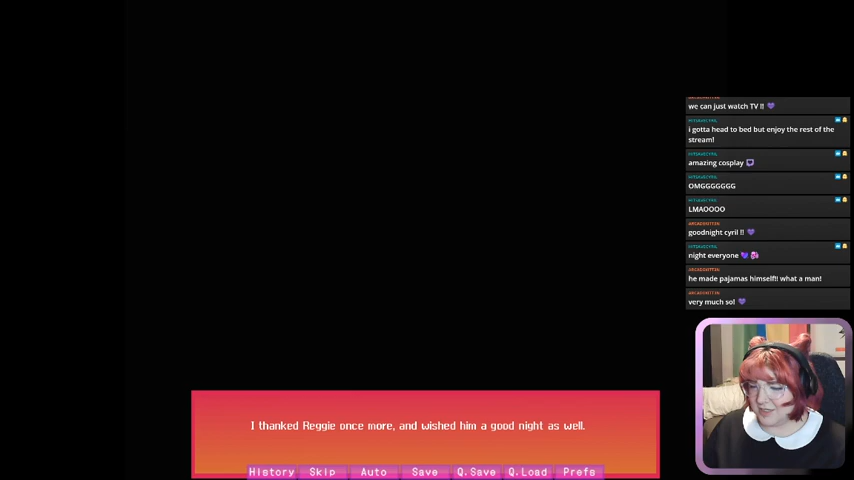 we can just watch TV !! 💜
i gotta head to bed but enjoy the rest of the
stream!
amazing cosplay
OMGGGGGGG
LMAOOOO
goodnight cyril !! 💜
night everyone
he made pajamas himself!! what a man!
very much so! 💜
I thanked Reggie once more, and wished him a good night as well.
History Skip Auto Save Q.Save Q.Load Prefs